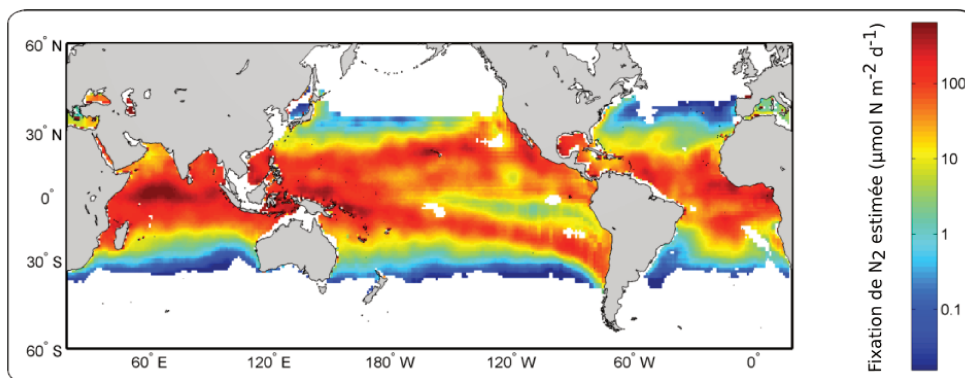 60° N
30° N
0°
30° S
60° S
60° E
120° E
180° W
120° W
60° W
0°
100
10
1
0.1
Fixation de N₂ estimée (µmol N m⁻² d⁻¹)